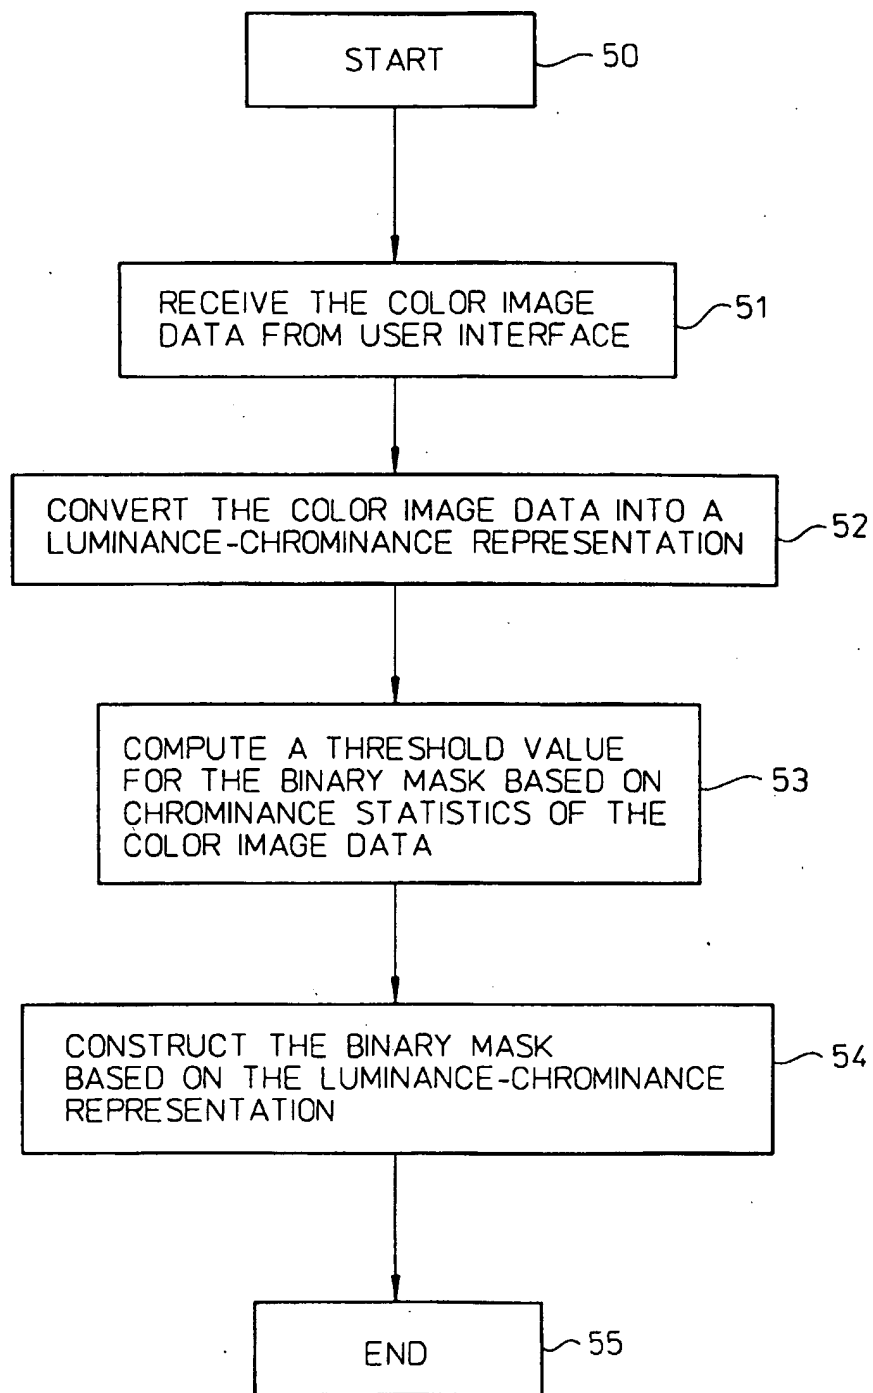 START
50
RECEIVE THE COLOR IMAGE
DATA FROM USER INTERFACE
51
CONVERT THE COLOR IMAGE DATA INTO A
LUMINANCE-CHROMINANCE REPRESENTATION
52
COMPUTE A THRESHOLD VALUE
FOR THE BINARY MASK BASED ON
CHROMINANCE STATISTICS OF THE
COLOR IMAGE DATA
53
CONSTRUCT THE BINARY MASK
BASED ON THE LUMINANCE-CHROMINANCE
REPRESENTATION
54
END
55